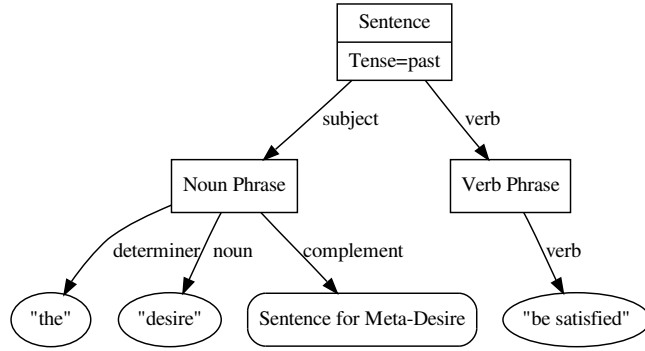 Sentence
Tense=past
subject
verb
Noun Phrase
Verb Phrase
determiner
noun
complement
verb
"the"
"desire"
Sentence for Meta-Desire
"be satisfied"